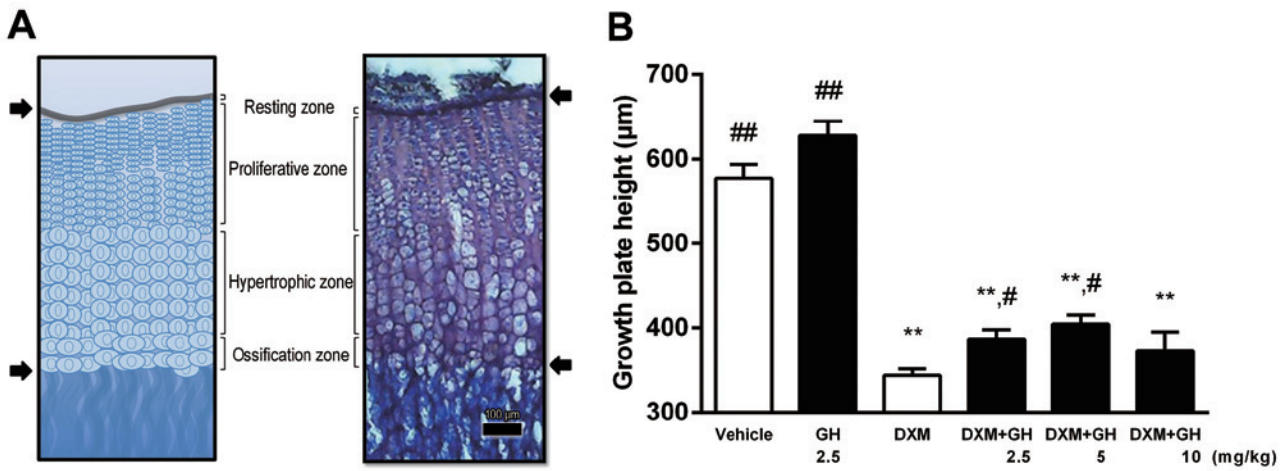 A
Resting zone
Proliferative zone
Hypertrophic zone
Ossification zone
100 µm
B
Growth plate height (µm)
700
600
500
400
300
##
##
**
**,#
**,#
**
Vehicle
GH
2.5
DXM
DXM+GH
2.5
DXM+GH
5
DXM+GH
10
(mg/kg)